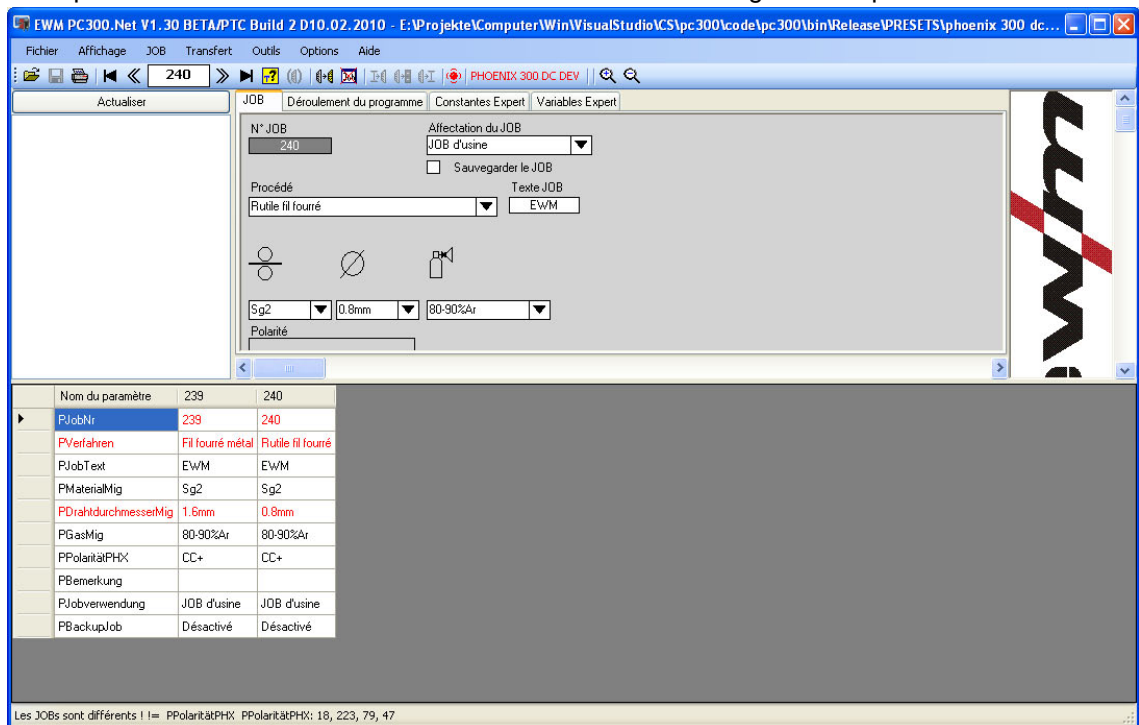 EWM PC300.Net V1.30 BETA/PTC Build 2 D10.02.2010 - E:\Projekte\Computer\Win\VisualStudio\CS\pc300\code\pc300\bin\Release\PRESETS\phoenix 300 dc...
Fichier Affichage JOB Transfert Outils Options Aide
240 PHOENIX 300 DC DEV
Actualiser JOB Déroulement du programme Constantes Expert Variables Expert
N° JOB Affectation du JOB
240 JOB d'usine
Sauvegarder le JOB
Procédé Texte JOB
Rutile fil fourré EWM
Sg2 0.8mm 80-90%Ar
Polarité
ewm
Nom du paramètre 239 240
PJobNr 239 240
PVerfahren Fil fourré métal Rutile fil fourré
PJobText EWM EWM
PMaterialMig Sg2 Sg2
PDrahtdurchmesserMig 1.6mm 0.8mm
PGasMig 80-90%Ar 80-90%Ar
PPolaritätPHX CC+ CC+
PBemerkung
PJobverwendung JOB d'usine JOB d'usine
PBackupJob Désactivé Désactivé
Les JOBs sont différents ! != PPolaritätPHX PPolaritätPHX: 18, 223, 79, 47